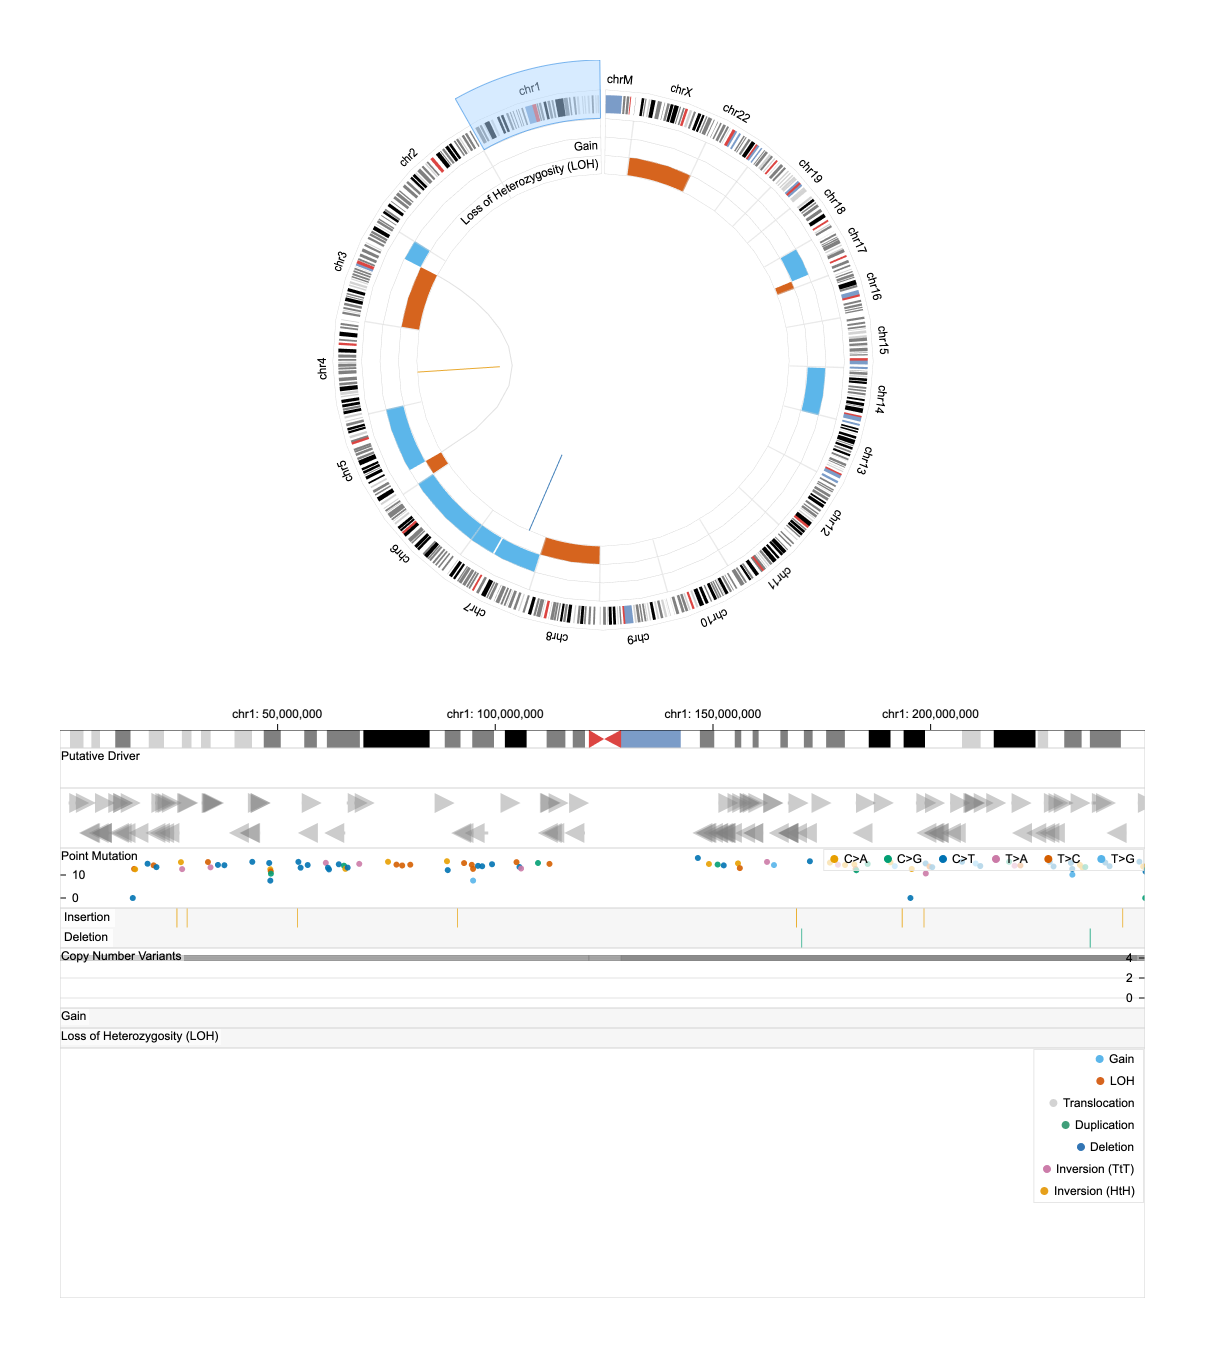 chrM
chrX
chr1
chr22
Gain
chr2
Loss of Heterozygosity (LOH)
chr19
chr18
chr17
chr3
chr16
chr15
chr4
chr14
chr13
chr5
chr12
chr6
chr11
chr7
chr10
chr8
chr9
chr1: 50,000,000
chr1: 100,000,000
chr1: 150,000,000
chr1: 200,000,000
Putative Driver
Point Mutation
C>A
C>G
C>T
T>A
T>C
T>G
10
0
Insertion
Deletion
Copy Number Variants
4
2
0
Gain
Loss of Heterozygosity (LOH)
Gain
LOH
Translocation
Duplication
Deletion
Inversion (TtT)
Inversion (HtH)